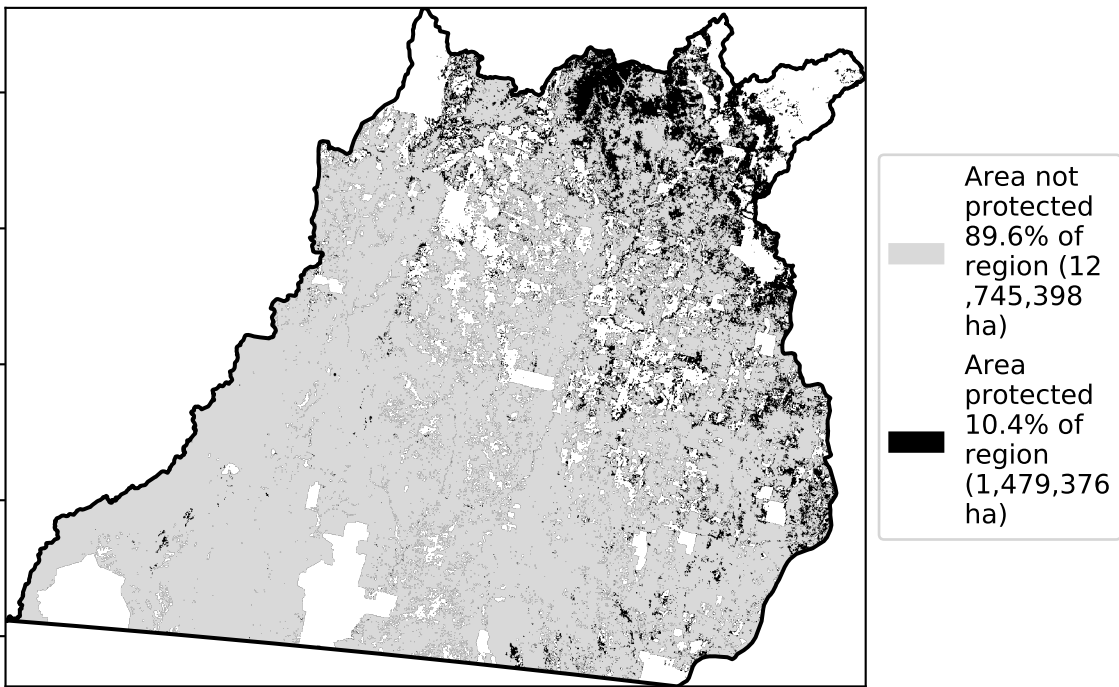 Area not
protected
89.6% of
region (12
,745,398
ha)
Area
protected
10.4% of
region
(1,479,376
ha)